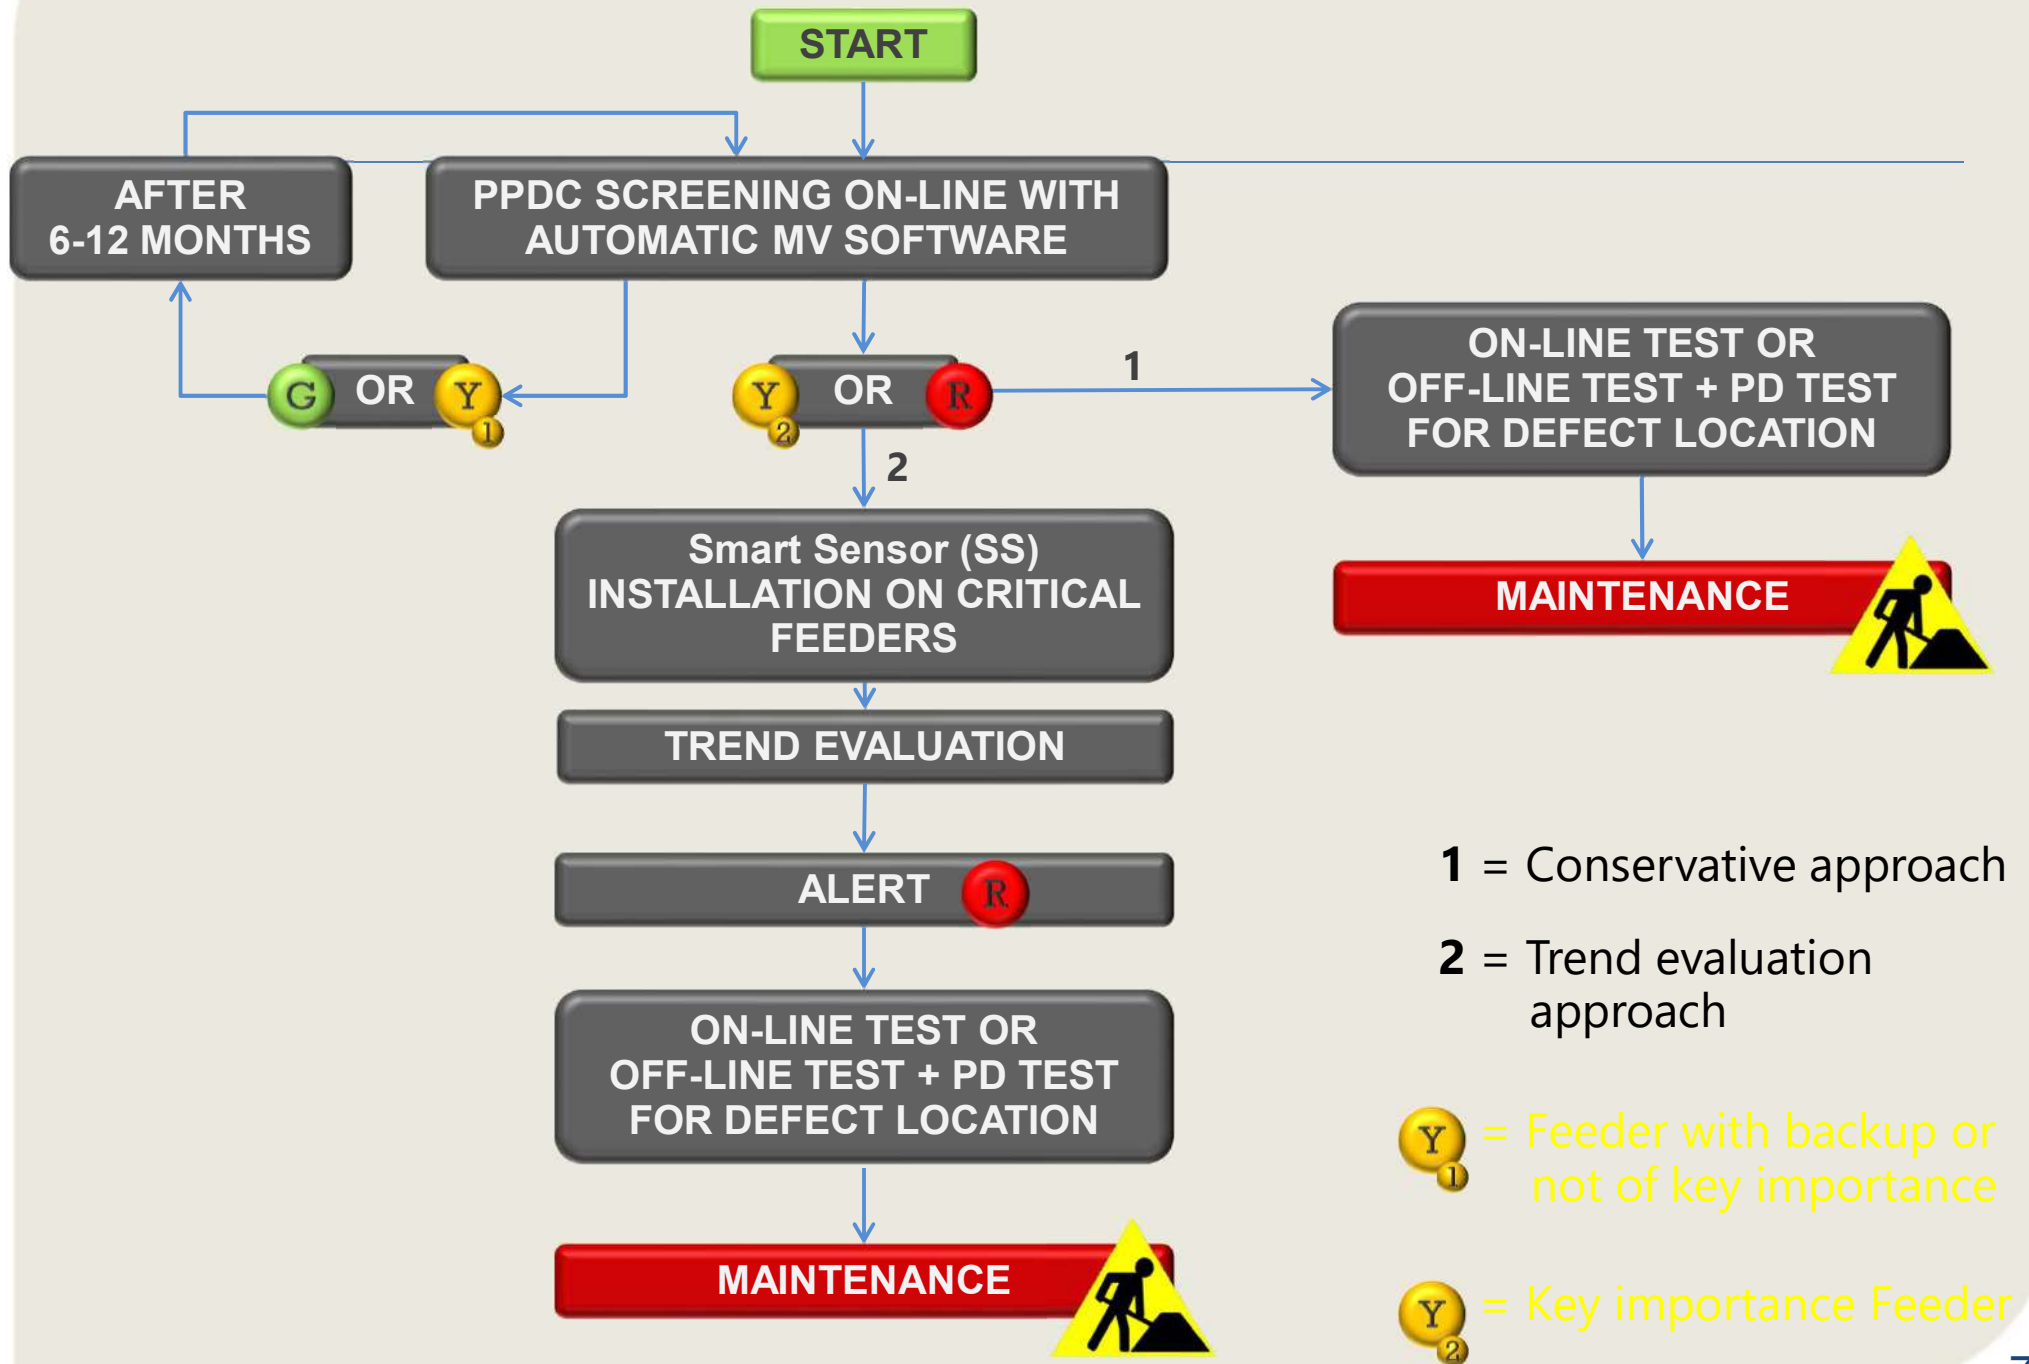 START
AFTER
6-12 MONTHS
PPDC SCREENING ON-LINE WITH
AUTOMATIC MV SOFTWARE
G OR Y
1
Y OR R
2
1
2
ON-LINE TEST OR
OFF-LINE TEST + PD TEST
FOR DEFECT LOCATION
MAINTENANCE
Smart Sensor (SS)
INSTALLATION ON CRITICAL
FEEDERS
TREND EVALUATION
ALERT R
ON-LINE TEST OR
OFF-LINE TEST + PD TEST
FOR DEFECT LOCATION
MAINTENANCE
1 = Conservative approach
2 = Trend evaluation
approach
Y 1 = Feeder with backup or
not of key importance
Y 2 = Key importance Feeder